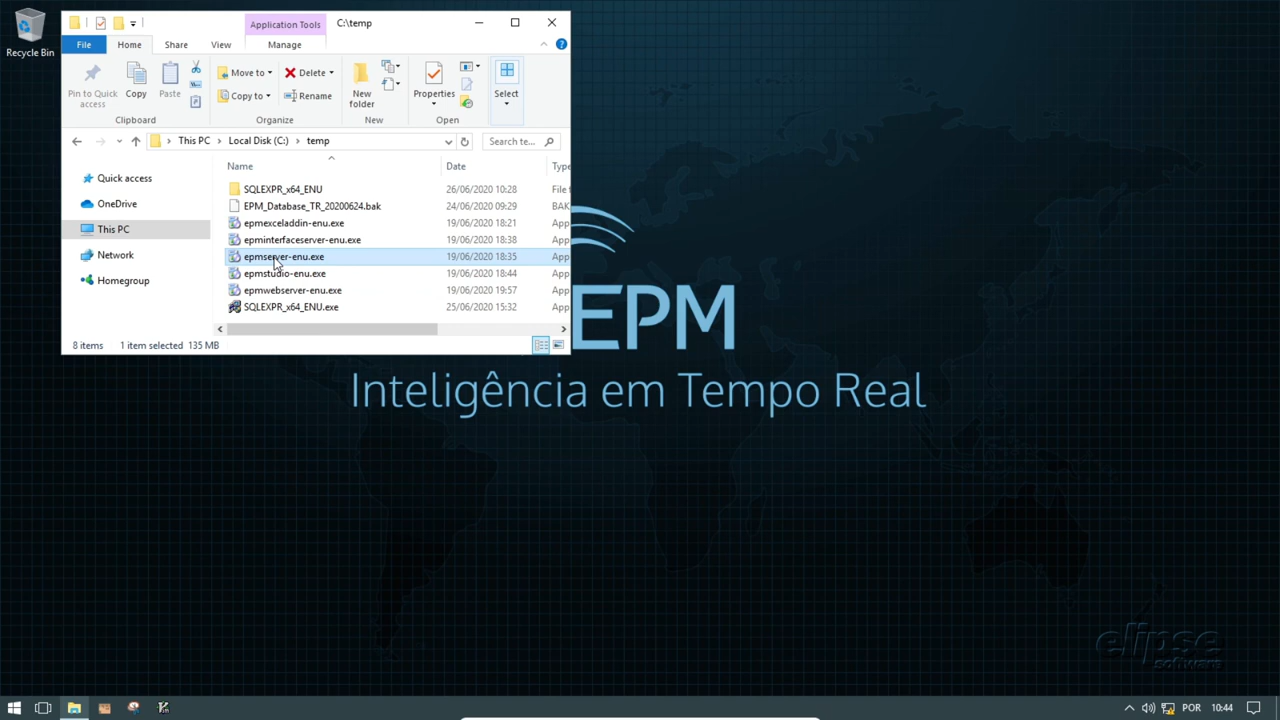 Recycle Bin
Application Tools
C:\temp
File
Home
Share
View
Manage
Pin to Quick access
Copy
Paste
Move to
Copy to
Delete
Rename
New folder
Properties
Select
Clipboard
Organize
New
Open
This PC
Local Disk (C:)
temp
Search te...
Name
Date
Type
Quick access
OneDrive
This PC
Network
Homegroup
SQLEXPR_x64_ENU 26/06/2020 10:28 File f
EPM_Database_TR_20200624.bak 24/06/2020 09:29 BAK
epmexceladdin-enu.exe 19/06/2020 18:21 App
epminterfaceserver-enu.exe 19/06/2020 18:38 App
epmserver-enu.exe 19/06/2020 18:35 App
epmstudio-enu.exe 19/06/2020 18:44 App
epmwebserver-enu.exe 19/06/2020 19:57 App
SQLEXPR_x64_ENU.exe 25/06/2020 15:32 App
8 items 1 item selected 135 MB
EPM
Inteligência em Tempo Real
elipse
software
POR
10:44